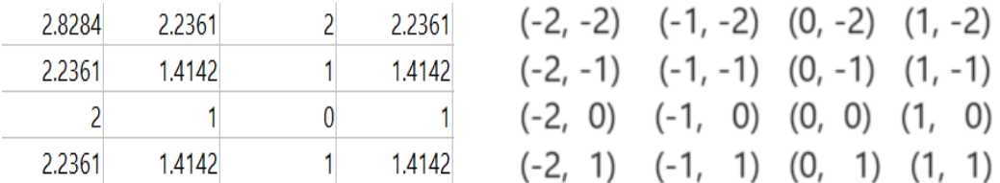 2.8284 2.2361 2 2.2361 (-2, -2) (-1, -2) (0, -2) (1, -2)
2.2361 1.4142 1 1.4142 (-2, -1) (-1, -1) (0, -1) (1, -1)
2 1 0 1 (-2, 0) (-1, 0) (0, 0) (1, 0)
2.2361 1.4142 1 1.4142 (-2, 1) (-1, 1) (0, 1) (1, 1)